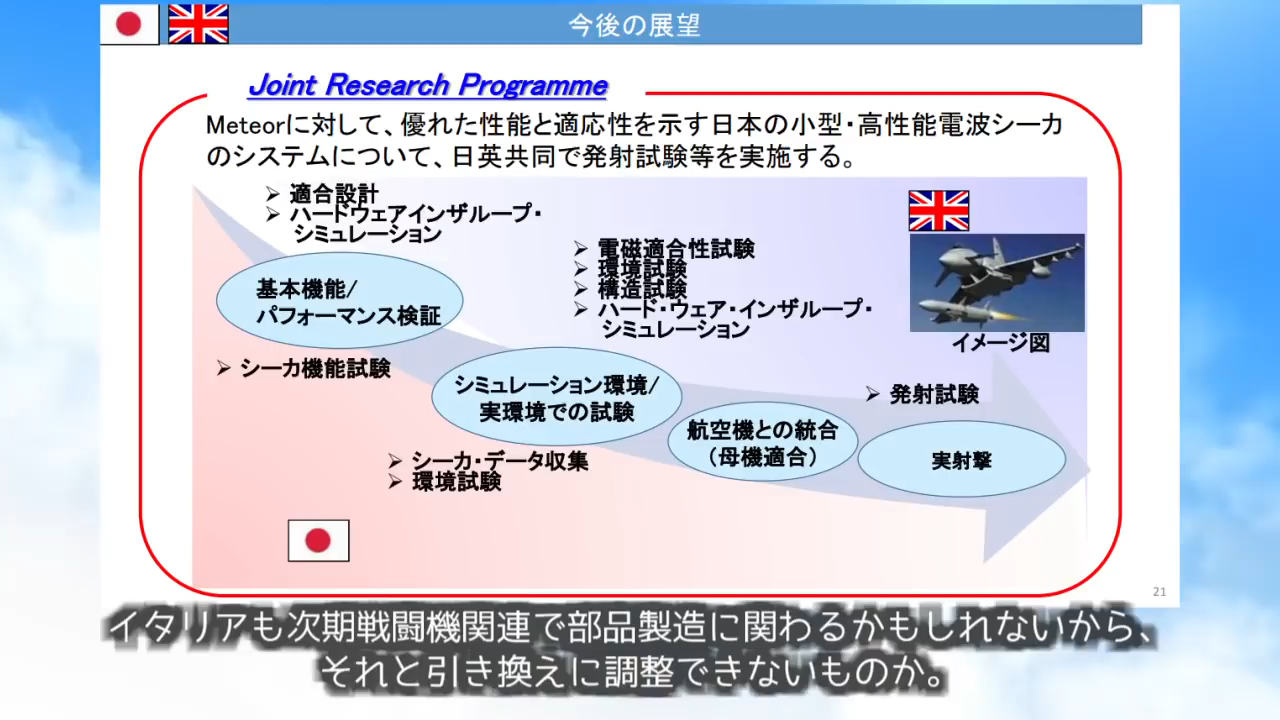 今後の展望
Joint Research Programme
Meteorに対して、優れた性能と適応性を示す日本の小型・高性能電波シーカ
のシステムについて、日英共同で発射試験等を実施する。
➢ 適合設計
➢ ハードウェアインザループ・
シミュレーション
➢ 電磁適合性試験
➢ 環境試験
➢ 構造試験
➢ ハード・ウェア・インザループ・
シミュレーション
基本機能/
パフォーマンス検証
イメージ図
➢ シーカ機能試験
シミュレーション環境/
実環境での試験
➢ 発射試験
航空機との統合
（母機適合）
実射撃
➢ シーカ・データ収集
➢ 環境試験
21
イタリアも次期戦闘機関連で部品製造に関わるかもしれないから、
それと引き換えに調整できないものか。